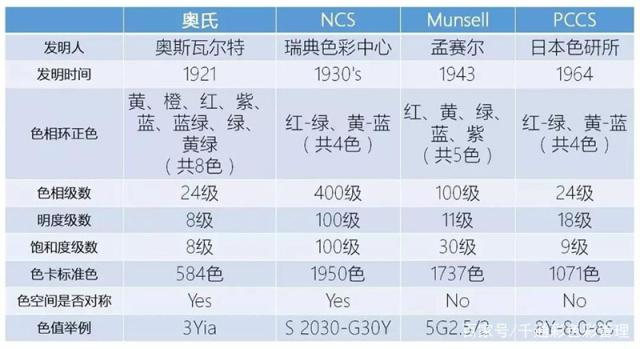 奥氏 NCS Munsell PCCS
发明人 奥斯瓦尔特 瑞典色彩中心 孟赛尔 日本色研所
发明时间 1921 1930's 1943 1964
色相环正色 黄、橙、红、紫、蓝、蓝绿、绿、黄绿（共8色） 红-绿、黄-蓝（共4色） 红、黄、绿、蓝、紫（共5色） 红-绿、黄-蓝（共4色）
色相级数 24级 400级 100级 24级
明度级数 8级 100级 11级 18级
饱和度级数 8级 100级 30级 9级
色卡标准色 584色 1950色 1737色 1071色
色空间是否对称 Yes Yes No No
色值举例 3Yia S 2030-G30Y 5G2.5/2 8Y-8.0-8S